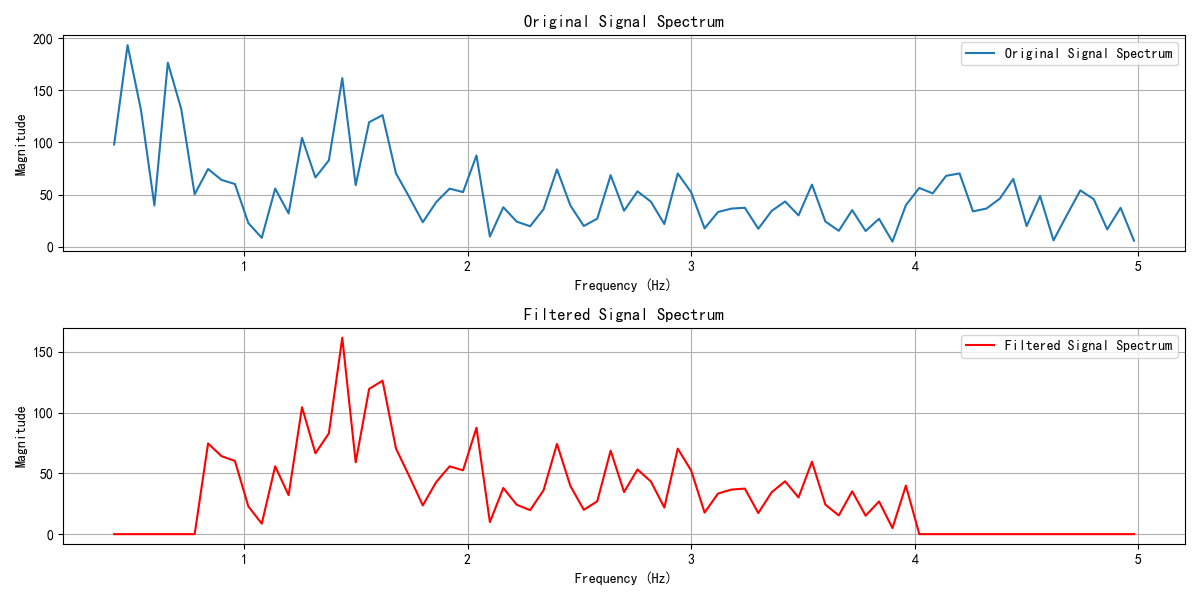 Original Signal Spectrum
Original Signal Spectrum
Magnitude
200
150
100
50
0
1 2 3 4 5
Frequency (Hz)
Filtered Signal Spectrum
Filtered Signal Spectrum
Magnitude
150
100
50
0
1 2 3 4 5
Frequency (Hz)